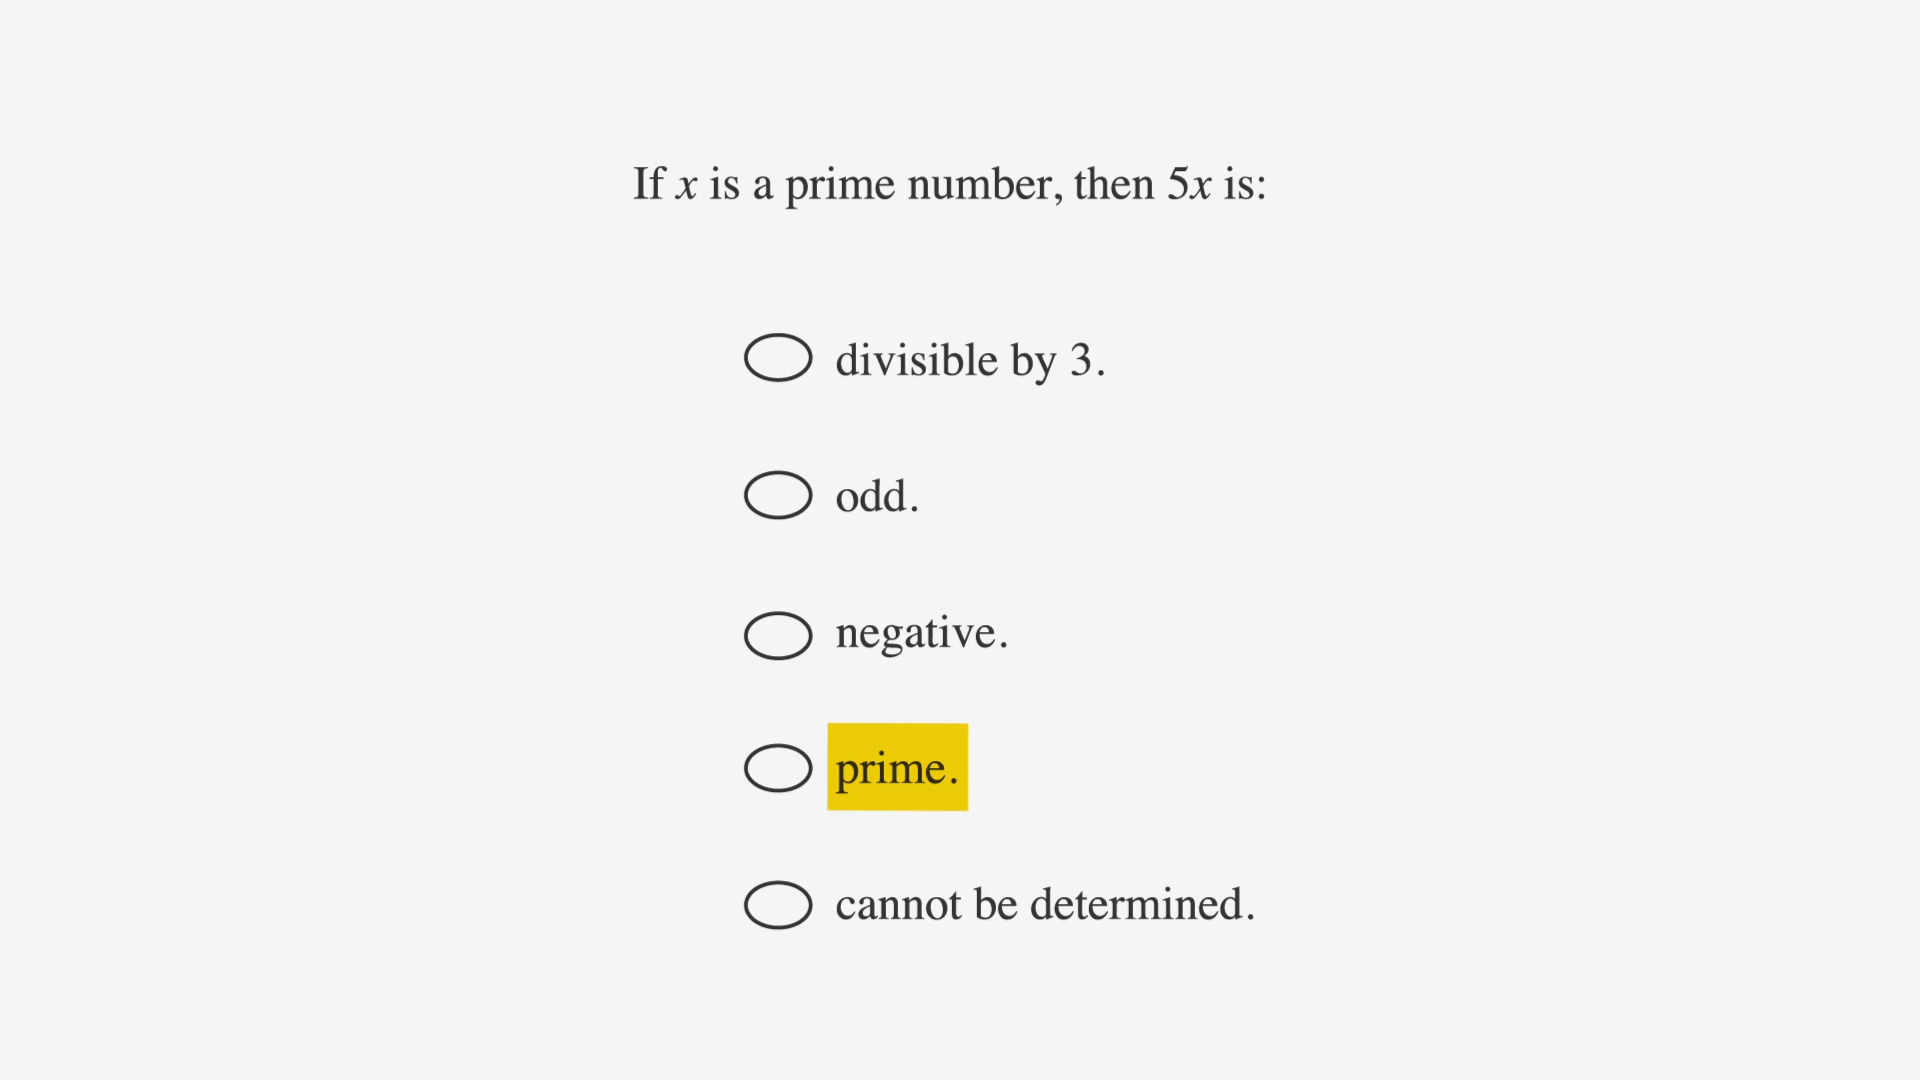 If x is a prime number, then 5x is:
divisible by 3.
odd.
negative.
prime.
cannot be determined.